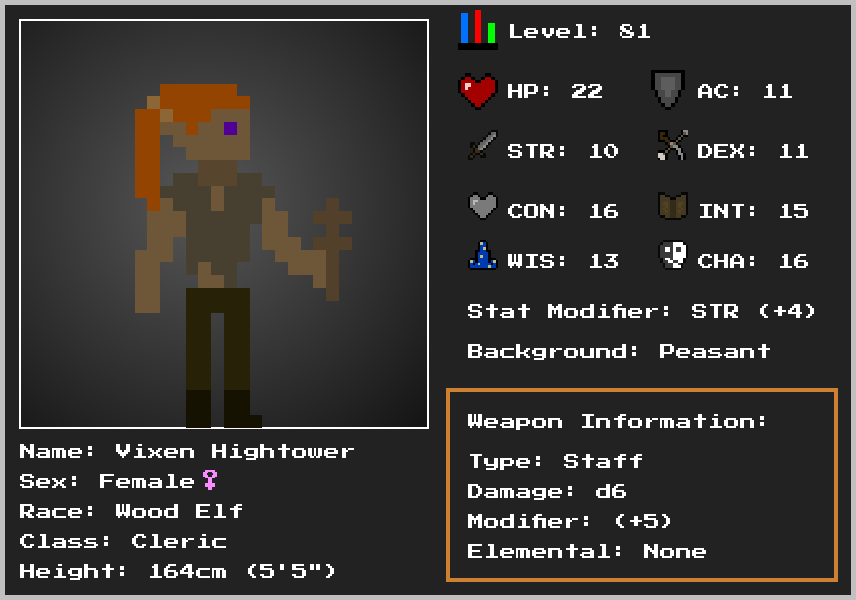 Level: 81
HP: 22
AC: 11
STR: 10
DEX: 11
CON: 16
INT: 15
WIS: 13
CHA: 16
Stat Modifier: STR (+4)
Background: Peasant
Weapon Information:
Type: Staff
Damage: d6
Modifier: (+5)
Elemental: None
Name: Vixen Hightower
Sex: Female♀
Race: Wood Elf
Class: Cleric
Height: 164cm (5'5")